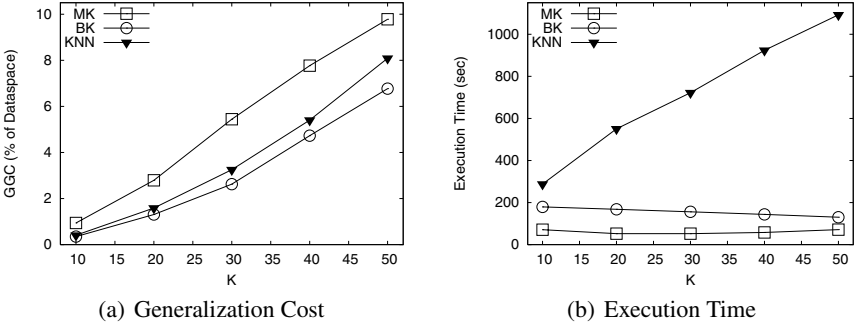 GGC (% of Dataspace)
10
8
6
4
2
0
MK
BK
KNN
10 15 20 25 30 35 40 45 50
K
(a) Generalization Cost
Execution Time (sec)
1000
800
600
400
200
0
MK
BK
KNN
10 15 20 25 30 35 40 45 50
K
(b) Execution Time